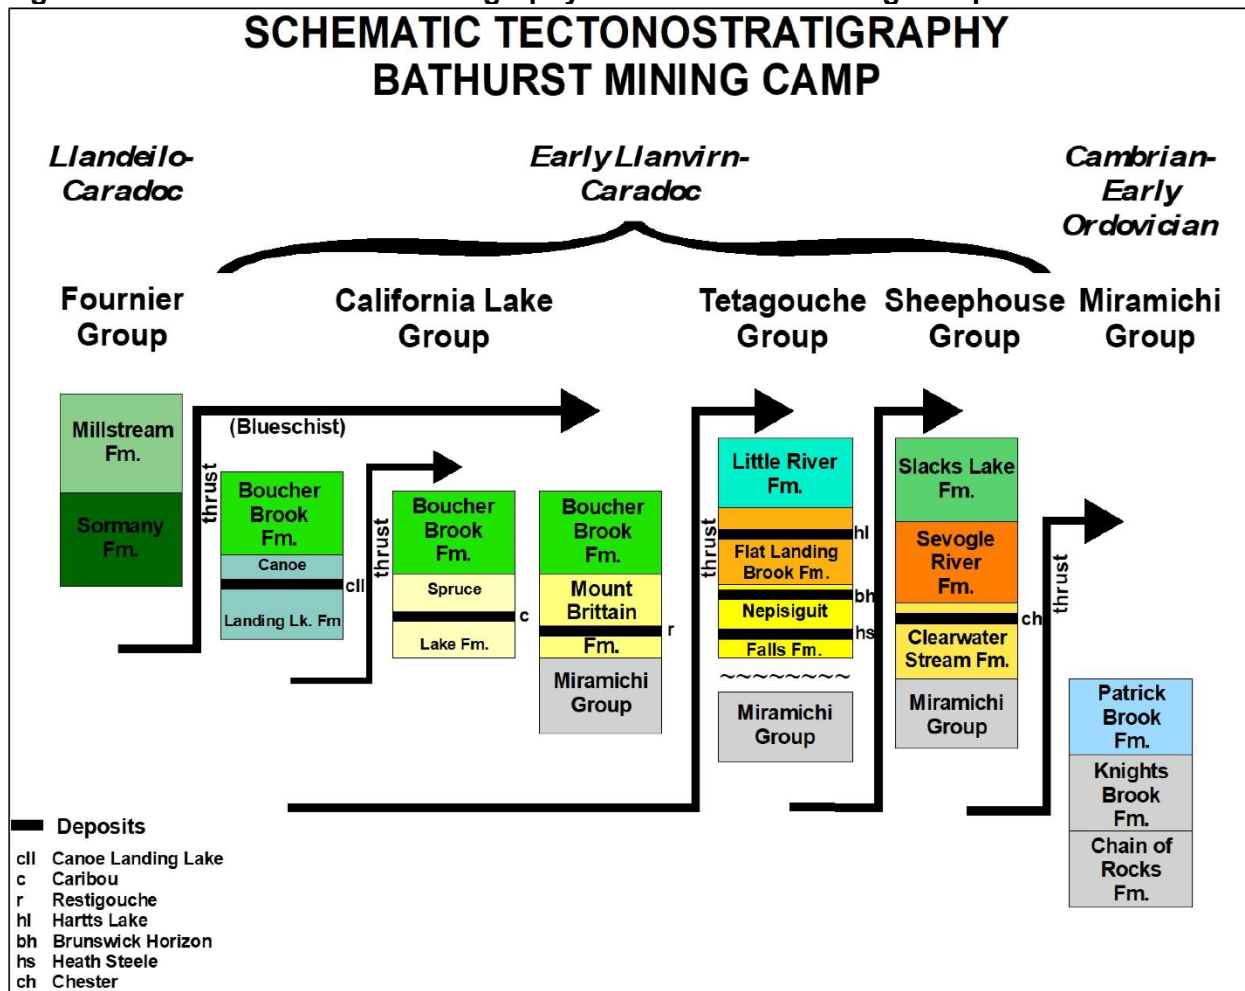 SCHEMATIC TECTONOSTRATIGRAPHY
BATHURST MINING CAMP
Llandeilo-
Caradoc
Early Llanvirn-
Caradoc
Cambrian-
Early
Ordovician
Fournier
Group
California Lake
Group
Tetagouche
Group
Sheephouse
Group
Miramichi
Group
Millstream
Fm.
Sormany
Fm.
thrust
(Blueschist)
Boucher
Brook
Fm.
Canoe
cll
Landing Lk. Fm
thrust
Boucher
Brook
Fm.
Spruce
c
Lake Fm.
Boucher
Brook
Fm.
Mount
Brittain
r
Fm.
Miramichi
Group
thrust
Little River
Fm.
hl
Flat Landing
Brook Fm.
bh
Nepisiguit
hs
Falls Fm.
~~~~~~~~
Miramichi
Group
Slacks Lake
Fm.
Sevogle
River
Fm.
ch
Clearwater
Stream Fm.
Miramichi
Group
thrust
Patrick
Brook
Fm.
Knights
Brook
Fm.
Chain of
Rocks
Fm.
Deposits
cll Canoe Landing Lake
c Caribou
r Restigouche
hl Hartts Lake
bh Brunswick Horizon
hs Heath Steele
ch Chester